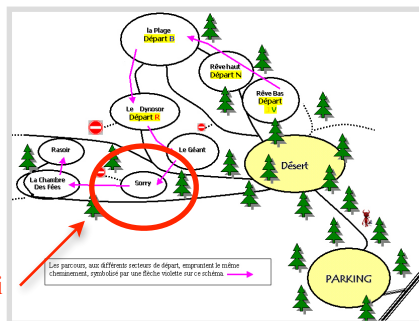 la Plage
Départ B
Rêve haut
Départ N
Rêve Bas
Départ
: V
Le Dynosor
Départ R
Rasoir
Le Géant
La Chambre
Des Fées
Sorry
Désert
Les parcours, aux différents secteurs de départ, empruntent le même
cheminement, symbolisé par une flèche violette sur ce schéma.
PARKING
i